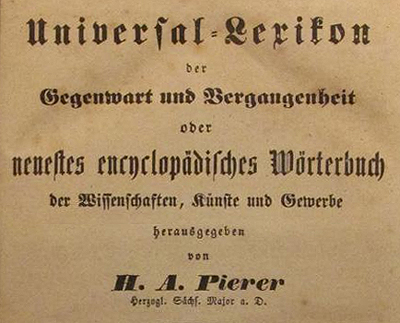 Universal-Lexikon
der
Gegenwart und Vergangenheit
oder
neuestes encyclopädisches Wörterbuch
der Wissenschaften, Künste und Gewerbe
herausgegeben
von
H. A. Pierer
Herzogl. Sächs. Major a. D.